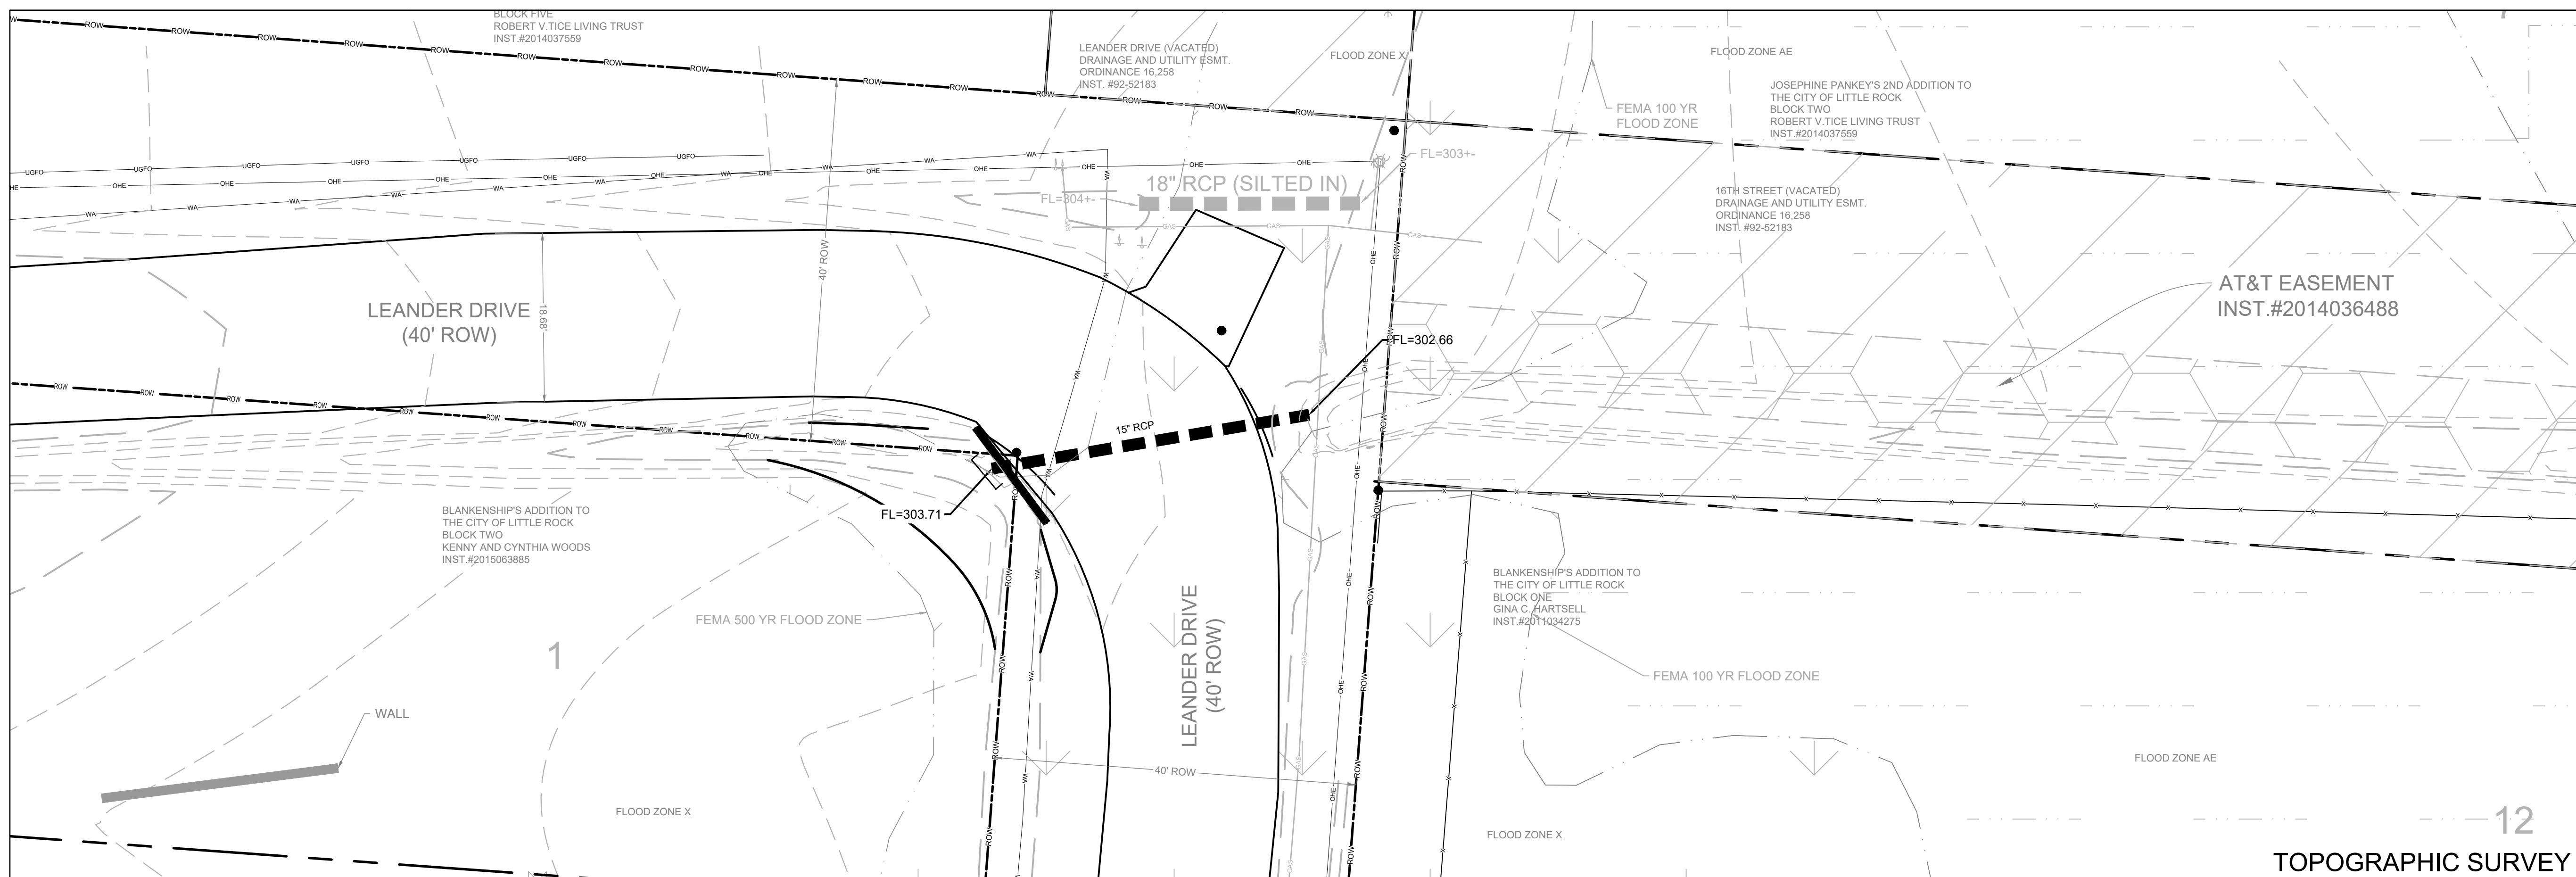 BLOCK FIVE
ROBERT V.TICE LIVING TRUST
INST.#2014037559
LEANDER DRIVE (VACATED)
DRAINAGE AND UTILITY ESMT.
ORDINANCE 16,258
INST. #92-52183
FLOOD ZONE X
FLOOD ZONE AE
FEMA 100 YR
FLOOD ZONE
JOSEPHINE PANKEY'S 2ND ADDITION TO
THE CITY OF LITTLE ROCK
BLOCK TWO
ROBERT V.TICE LIVING TRUST
INST.#2014037559
FL=303+-
18" RCP (SILTED IN)
FL=304+-
16TH STREET (VACATED)
DRAINAGE AND UTILITY ESMT.
ORDINANCE 16,258
INST. #92-52183
40' ROW
AT&T EASEMENT
INST.#2014036488
LEANDER DRIVE
(40' ROW)
18.68'
FL=302.66
15" RCP
FL=303.71
BLANKENSHIP'S ADDITION TO
THE CITY OF LITTLE ROCK
BLOCK TWO
KENNY AND CYNTHIA WOODS
INST.#2015063885
BLANKENSHIP'S ADDITION TO
THE CITY OF LITTLE ROCK
BLOCK ONE
GINA C. HARTSELL
INST.#2011034275
FEMA 500 YR FLOOD ZONE
LEANDER DRIVE
(40' ROW)
1
FEMA 100 YR FLOOD ZONE
WALL
40' ROW
FLOOD ZONE AE
FLOOD ZONE X
FLOOD ZONE X
12
TOPOGRAPHIC SURVEY
ROW
UGFO
OHE
WA
GAS
X